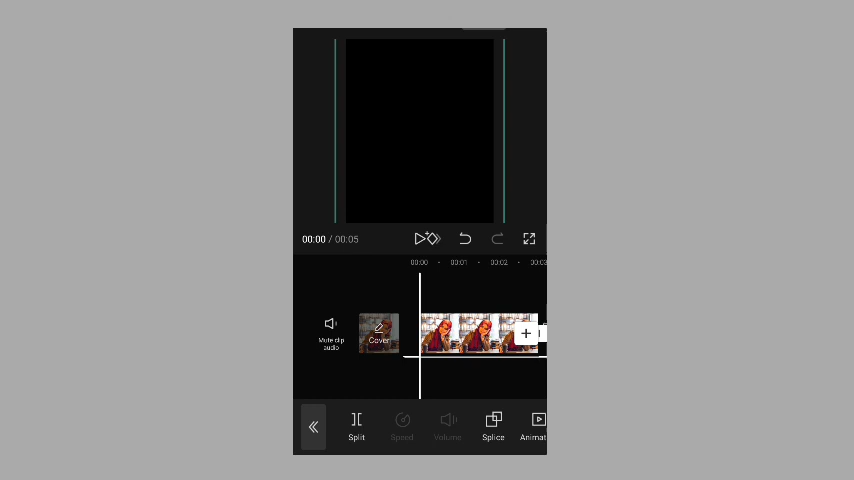 00:00 / 00:05
00:00 00:01 00:02 00:03
Mute clip
audio
Cover
Split Speed Volume Splice Animat